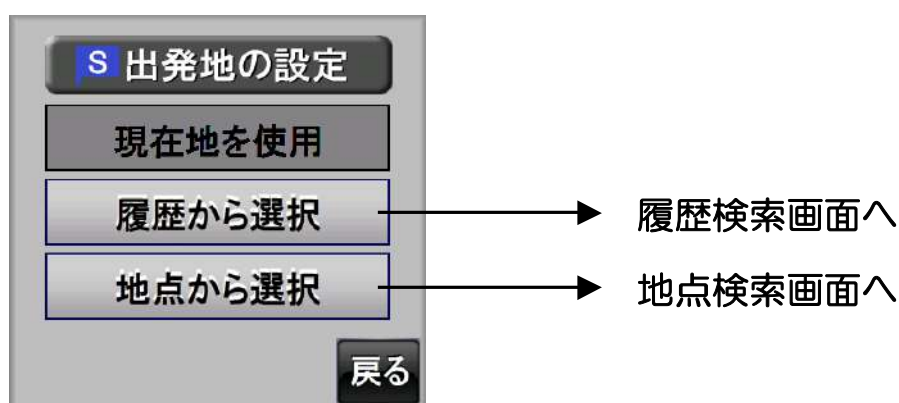 S 出発地の設定
現在地を使用
履歴から選択
履歴検索画面へ
地点から選択
地点検索画面へ
戻る